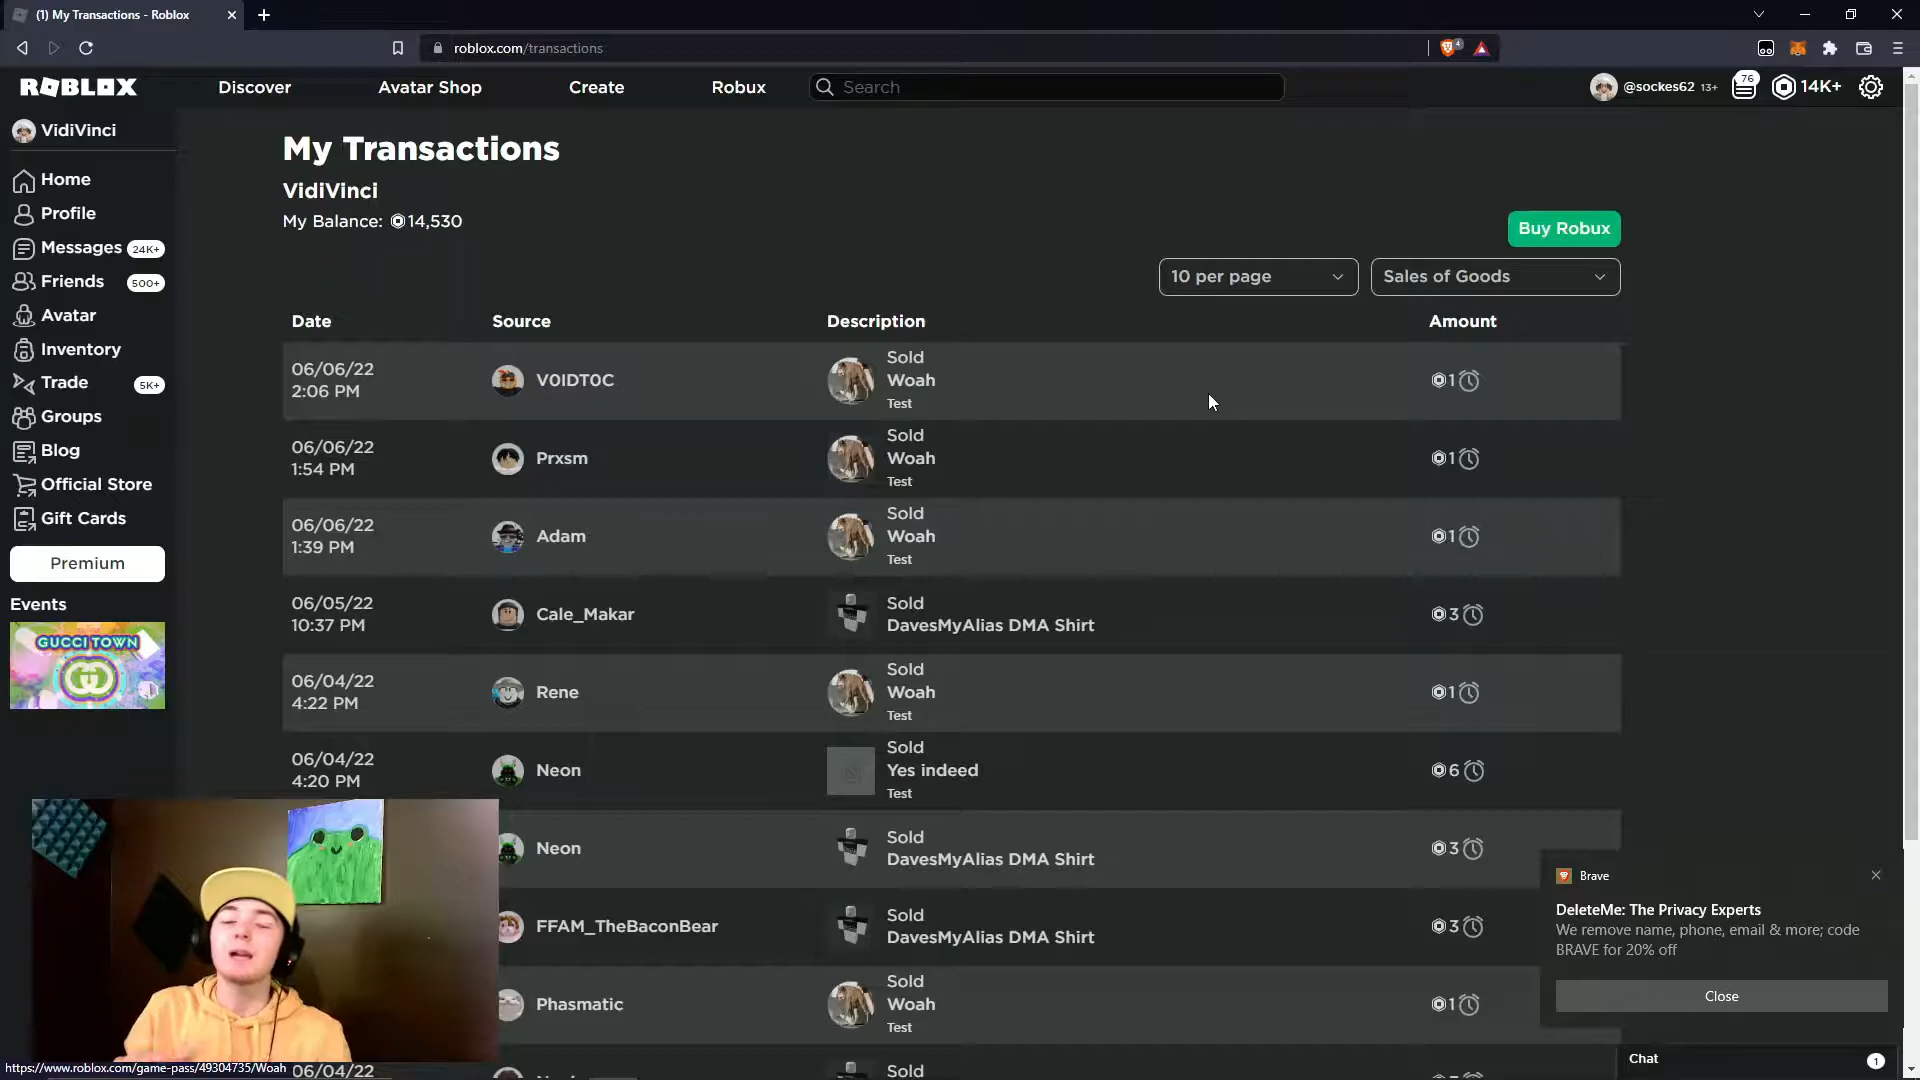 (1) My Transactions - Roblox
roblox.com/transactions
4
ROBLOX
Discover
Avatar Shop
Create
Robux
Search
@sockes62 13+
76
14K+
VidiVinci
Home
Profile
Messages 24K+
Friends 500+
Avatar
Inventory
Trade 5K+
Groups
Blog
Official Store
Gift Cards
Premium
Events
GUCCI TOWN
My Transactions
VidiVinci
My Balance: 14,530
Buy Robux
10 per page
Sales of Goods
Date Source Description Amount
06/06/22
2:06 PM
V0IDT0C
Sold
Woah
Test
1
06/06/22
1:54 PM
Prxsm
Sold
Woah
Test
1
06/06/22
1:39 PM
Adam
Sold
Woah
Test
1
06/05/22
10:37 PM
Cale_Makar
Sold
DavesMyAlias DMA Shirt
3
06/04/22
4:22 PM
Rene
Sold
Woah
Test
1
06/04/22
4:20 PM
Neon
Sold
Yes indeed
Test
6
Neon
Sold
DavesMyAlias DMA Shirt
3
FFAM_TheBaconBear
Sold
DavesMyAlias DMA Shirt
3
Phasmatic
Sold
Woah
Test
1
06/04/22
Sold
Brave
DeleteMe: The Privacy Experts
We remove name, phone, email & more; code
BRAVE for 20% off
Close
Chat
1
https://www.roblox.com/game-pass/49304735/Woah